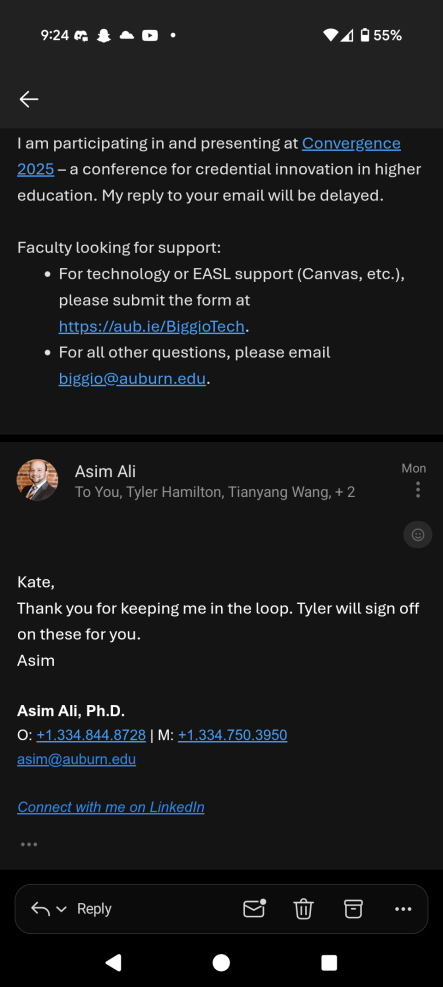 9:24
55%
I am participating in and presenting at Convergence
2025 – a conference for credential innovation in higher
education. My reply to your email will be delayed.
Faculty looking for support:
• For technology or EASL support (Canvas, etc.),
please submit the form at
https://aub.ie/BiggioTech.
• For all other questions, please email
biggio@auburn.edu.
Asim Ali
Mon
To You, Tyler Hamilton, Tianyang Wang, + 2
Kate,
Thank you for keeping me in the loop. Tyler will sign off
on these for you.
Asim
Asim Ali, Ph.D.
O: +1.334.844.8728 | M: +1.334.750.3950
asim@auburn.edu
Connect with me on LinkedIn
Reply